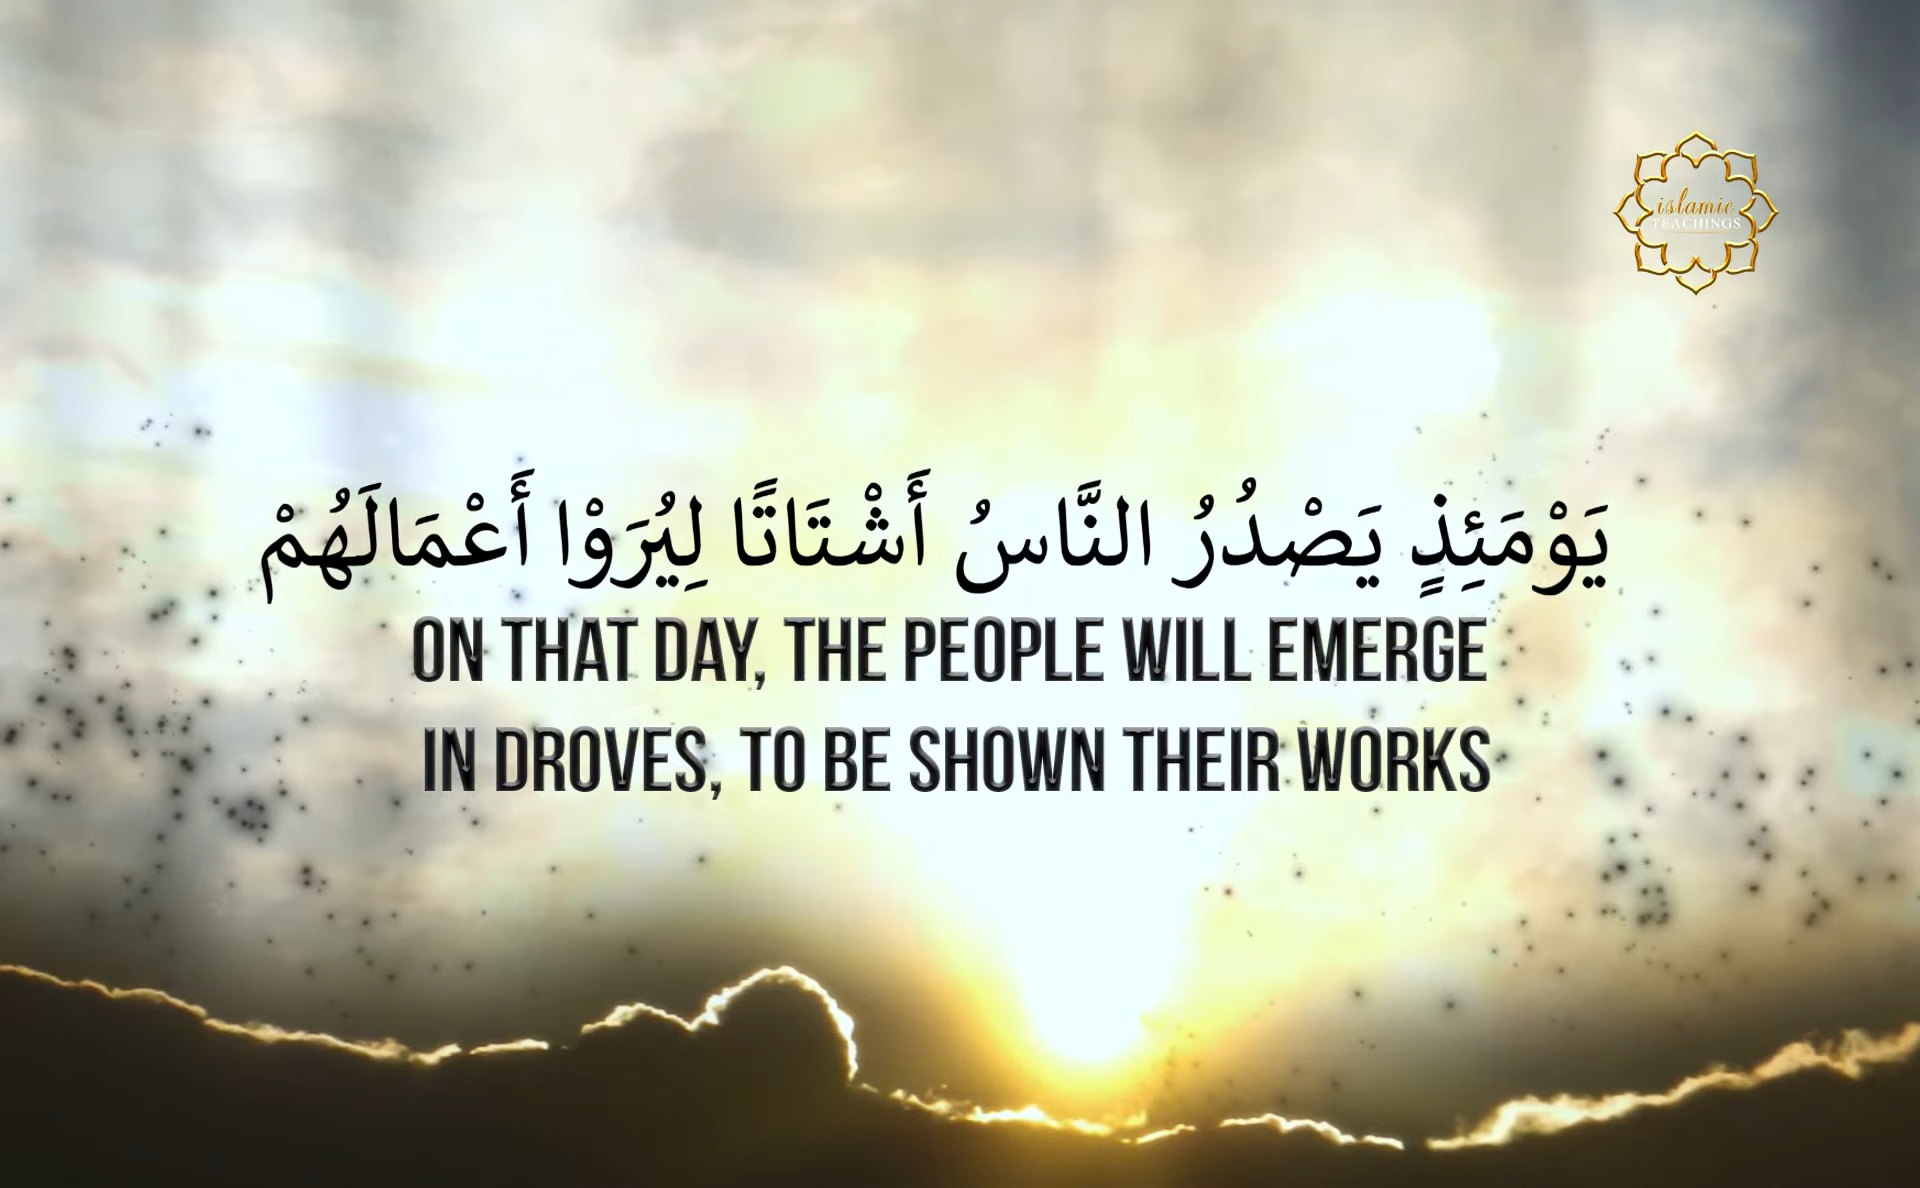 islamic
TEACHINGS
يَوْمَئِذٍ يَصْدُرُ النَّاسُ أَشْتَاتًا لِيُرَوْا أَعْمَالَهُمْ
ON THAT DAY, THE PEOPLE WILL EMERGE
IN DROVES, TO BE SHOWN THEIR WORKS